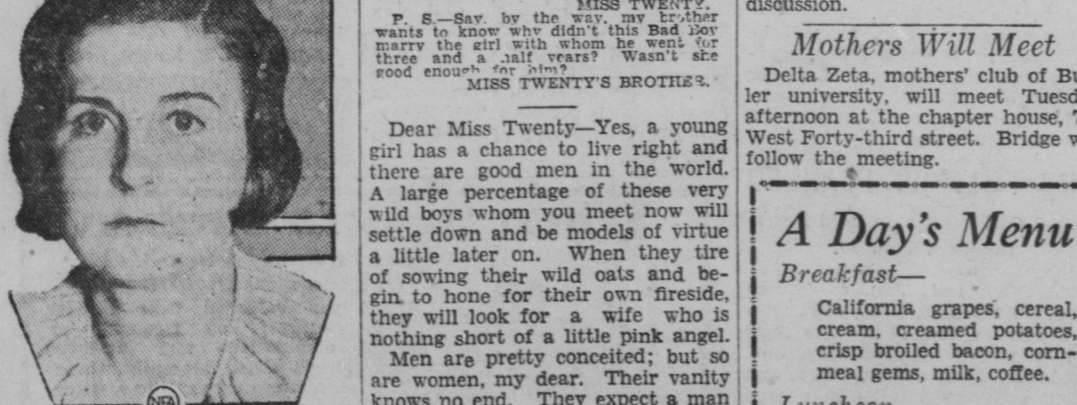 MISS TWENTY.
P. S.—Say, by the way, my brother
wants to know why didn't this Bad Boy
marry the girl with whom he went for
three and a half years? Wasn't she
good enough for him?
MISS TWENTY'S BROTHER.
Dear Miss Twenty—Yes, a young
girl has a chance to live right and
there are good men in the world.
A large percentage of these very
wild boys whom you meet now will
settle down and be models of virtue
a little later on. When they tire
of sowing their wild oats and be-
gin to hone for their own fireside,
they will look for a wife who is
nothing short of a little pink angel.
Men are pretty conceited; but so
are women, my dear. Their vanity
knows no end. They expect a man
discussion.
Mothers Will Meet
Delta Zeta, mothers' club of Bu
ler university, will meet Tuesd
afternoon at the chapter house,
West Forty-third street. Bridge w
follow the meeting.
A Day's Menu
Breakfast—
California grapes, cereal,
cream, creamed potatoes,
crisp broiled bacon, corn-
meal gems, milk, coffee.
Luncheon
NEA